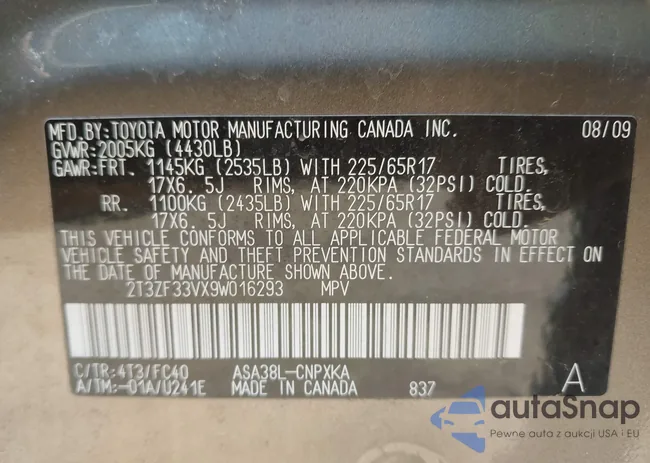 MFD.BY:TOYOTA MOTOR MANUFACTURING CANADA INC. 08/09
GVWR:2005KG (4430LB)
GAWR:FRT. 1145KG (2535LB) WITH 225/65R17 TIRES,
17X6.5J RIMS, AT 220KPA (32PSI) COLD.
RR. 1100KG (2435LB) WITH 225/65R17 TIRES,
17X6.5J RIMS, AT 220KPA (32PSI) COLD.
THIS VEHICLE CONFORMS TO ALL APPLICABLE FEDERAL MOTOR
VEHICLE SAFETY AND THEFT PREVENTION STANDARDS IN EFFECT ON
THE DATE OF MANUFACTURE SHOWN ABOVE.
2T3ZF33VX9W016293 MPV
C/TR:4T3/FC40 ASA38L-CNPXKA
A/TM:-01A/U241E MADE IN CANADA 837 A
autaSnap
Pewne auta z aukcji USA i EU